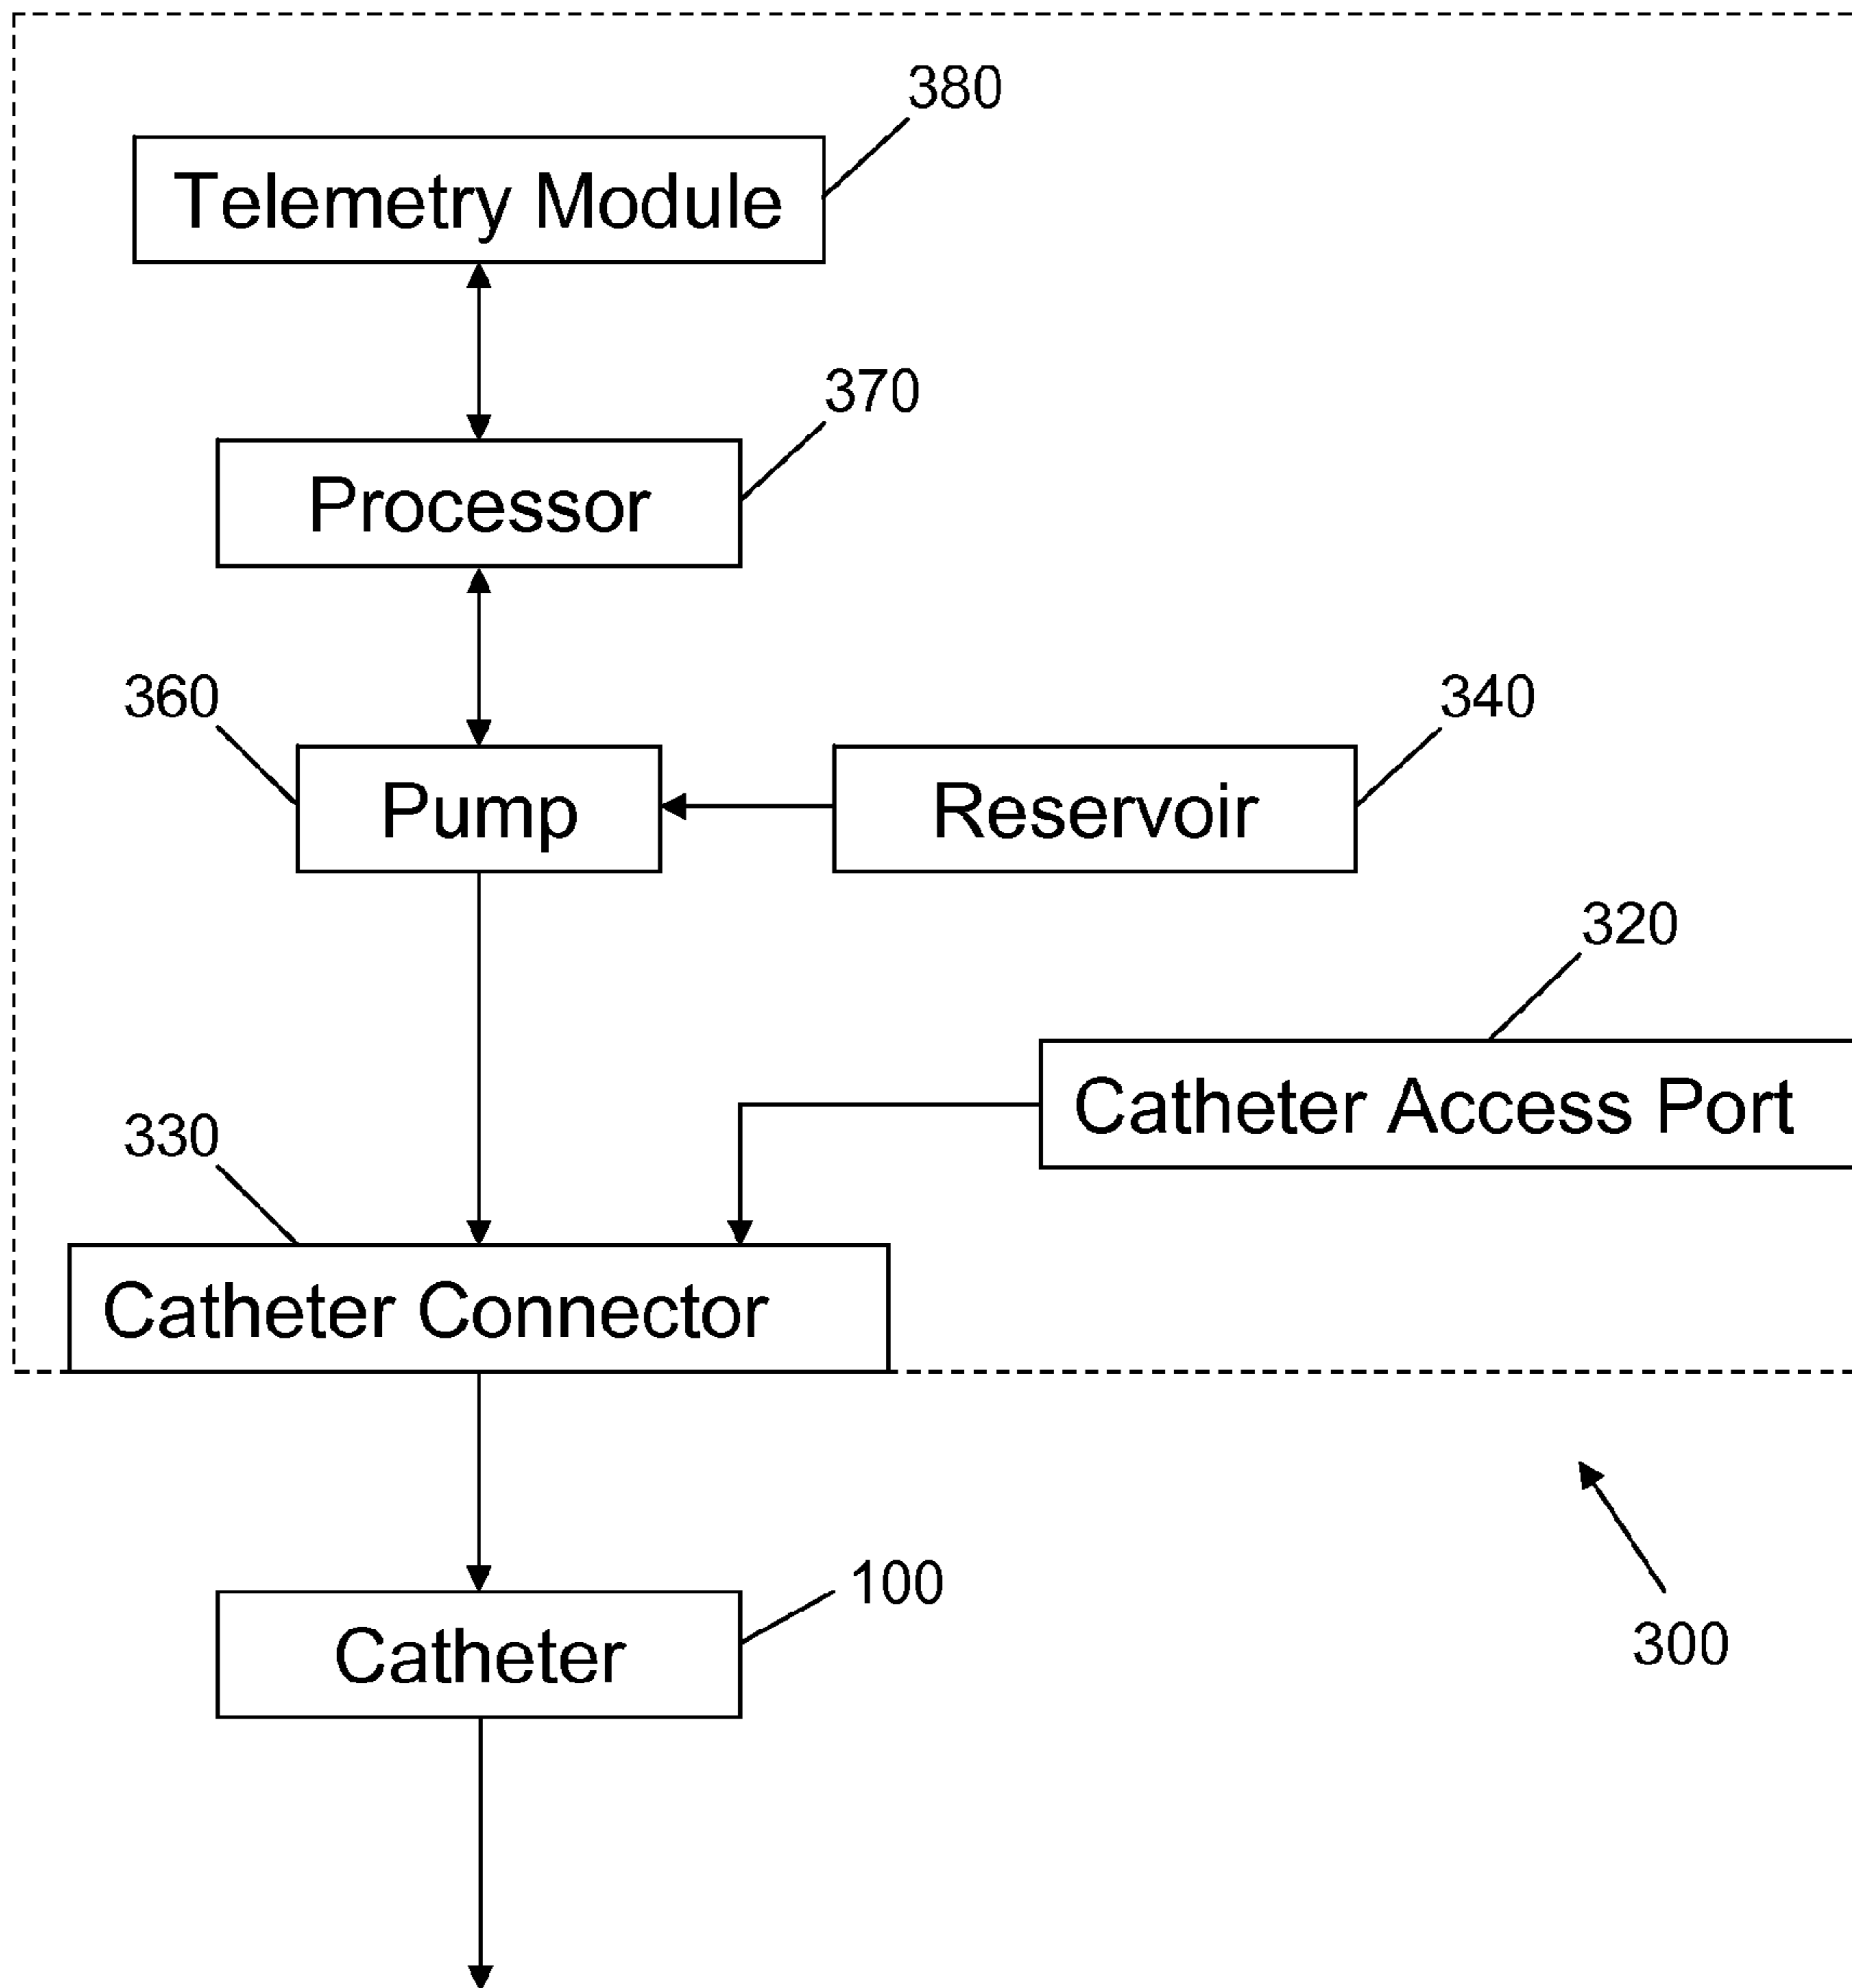 380
Telemetry Module
370
Processor
360
340
Pump
Reservoir
320
Catheter Access Port
330
Catheter Connector
100
Catheter
300